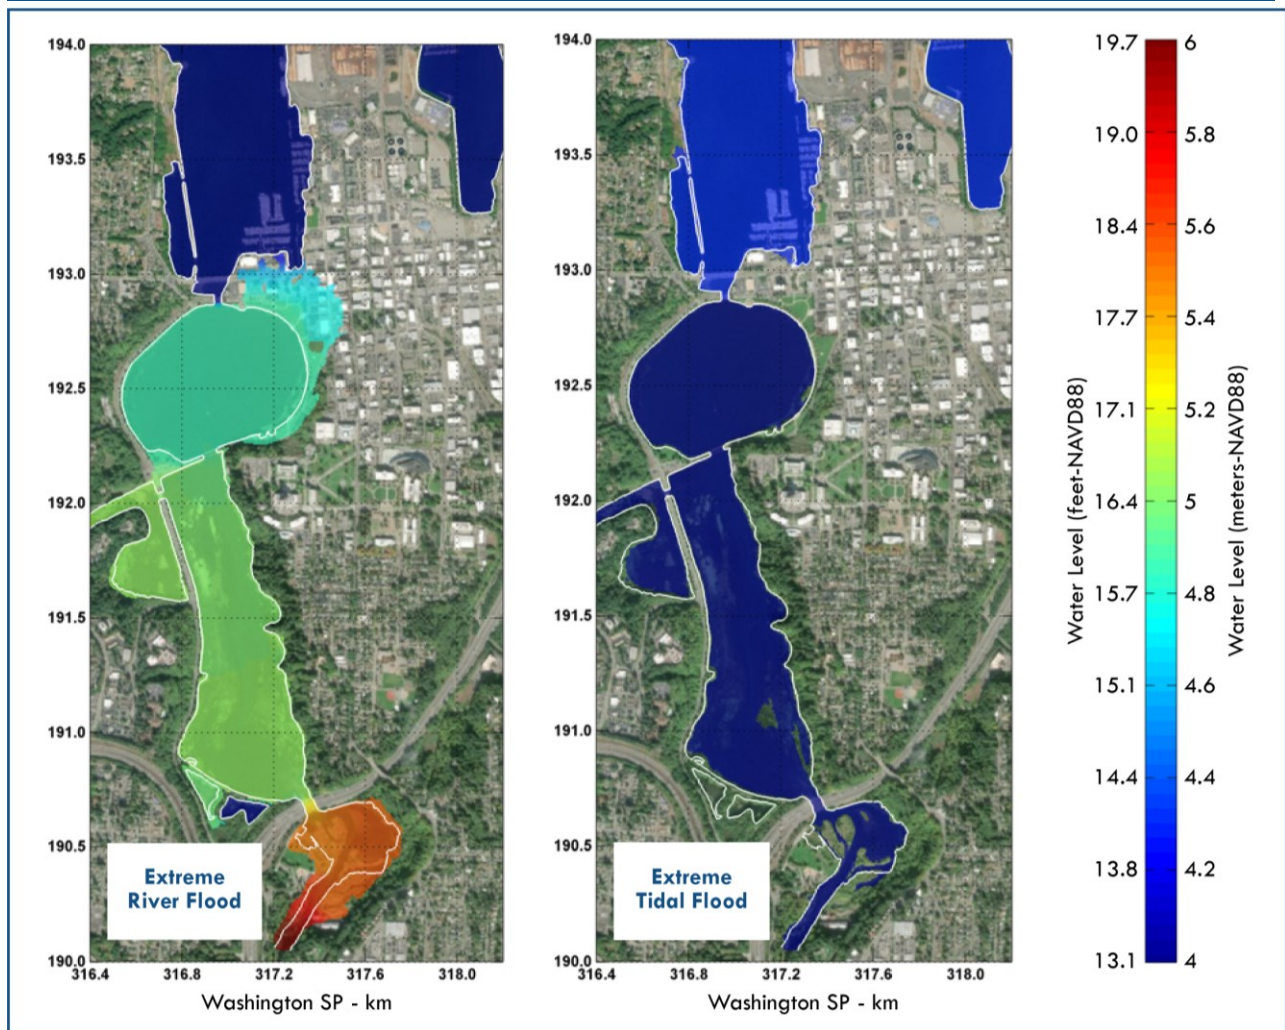 194.0
193.5
193.0
192.5
192.0
191.5
191.0
190.5
190.0
316.4 316.8 317.2 317.6 318.0
Washington SP - km
Extreme
River Flood
194.0
193.5
193.0
192.5
192.0
191.5
191.0
190.5
190.0
316.4 316.8 317.2 317.6 318.0
Washington SP - km
Extreme
Tidal Flood
Water Level (feet-NAVD88)
19.7 6
19.0 5.8
18.4 5.6
17.7 5.4
17.1 5.2
16.4 5
15.7 4.8
15.1 4.6
14.4 4.4
13.8 4.2
13.1 4
Water Level (meters-NAVD88)